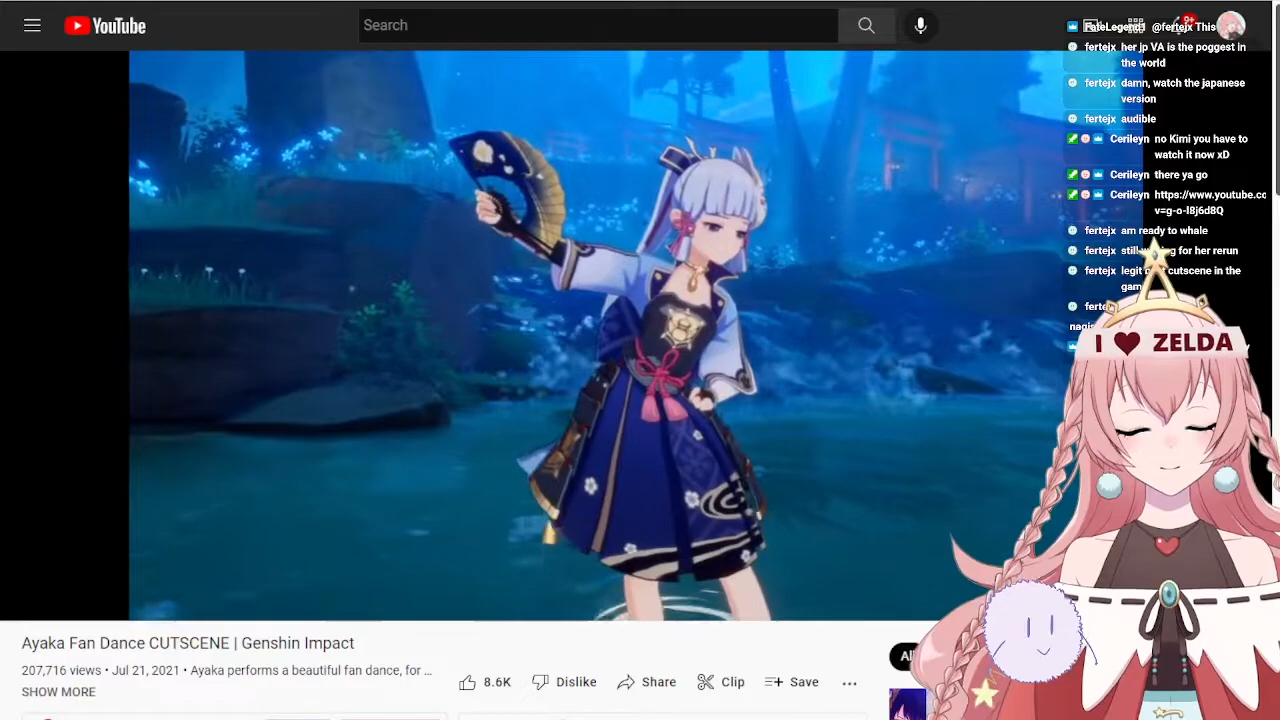 YouTube
Search
9+
FateLegend1 @fertejx This
fertejx her jp VA is the poggest in
the world
fertejx damn, watch the japanese
version
fertejx audible
Cerileyn no Kimi you have to
watch it now xD
Cerileyn there ya go
Cerileyn https://www.youtube.co
v=g-o-l8j6d8Q
fertejx am ready to whale
fertejx for her rerun
fertejx legit cutscene in the
I ♥ ZELDA
Ayaka Fan Dance CUTSCENE | Genshin Impact
207,716 views • Jul 21, 2021 • Ayaka performs a beautiful fan dance, for ...
SHOW MORE
8.6K Dislike Share Clip Save ...